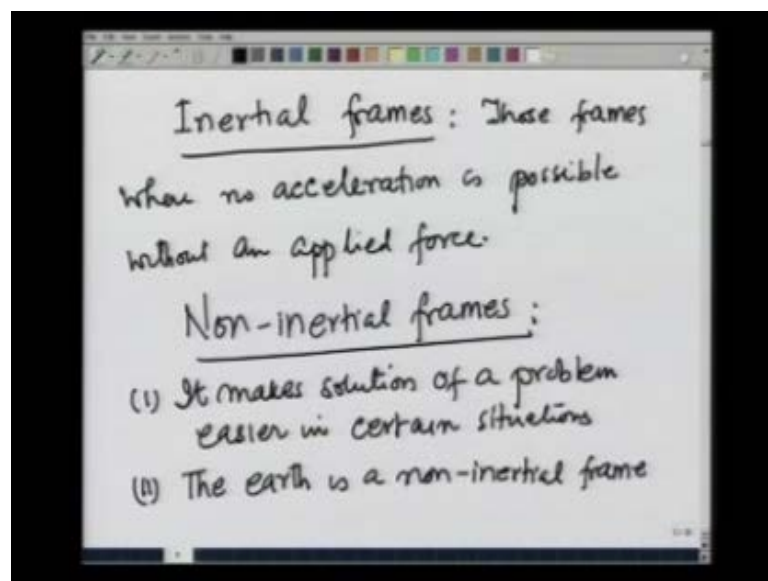 Inertial frames : Those frames
where no acceleration is possible
without an applied force.
Non-inertial frames :
(I) It makes solution of a problem
easier in certain situations
(II) The earth is a non-inertial frame